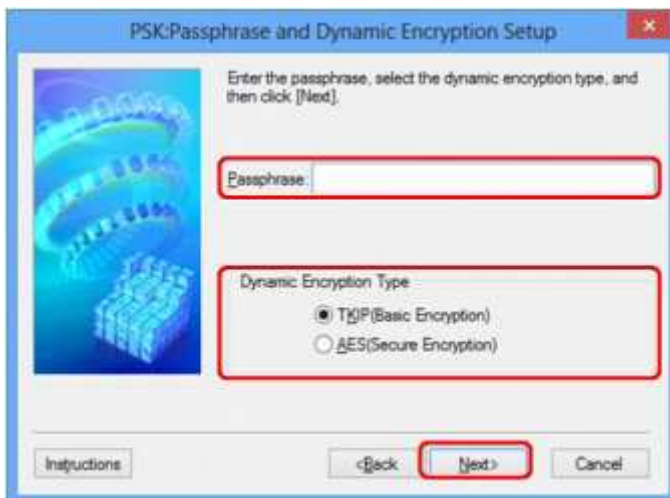 PSK:Passphrase and Dynamic Encryption Setup
Enter the passphrase, select the dynamic encryption type, and
then click [Next].
Passphrase:
Dynamic Encryption Type
TKIP(Basic Encryption)
AES(Secure Encryption)
Instructions
<Back
Next>
Cancel